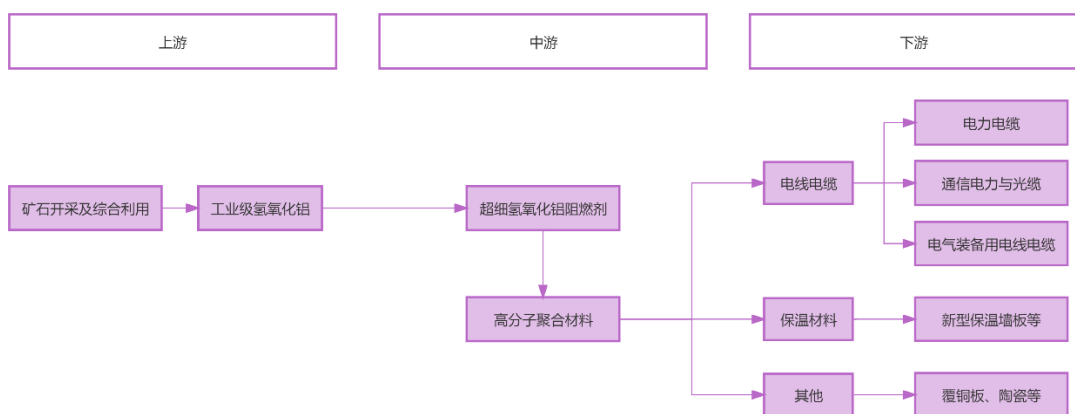 上游
中游
下游
电力电缆
电线电缆
通信电力与光缆
矿石开采及综合利用
工业级氢氧化铝
超细氢氧化铝阻燃剂
电气装备用电线电缆
高分子聚合材料
保温材料
新型保温墙板等
其他
覆铜板、陶瓷等